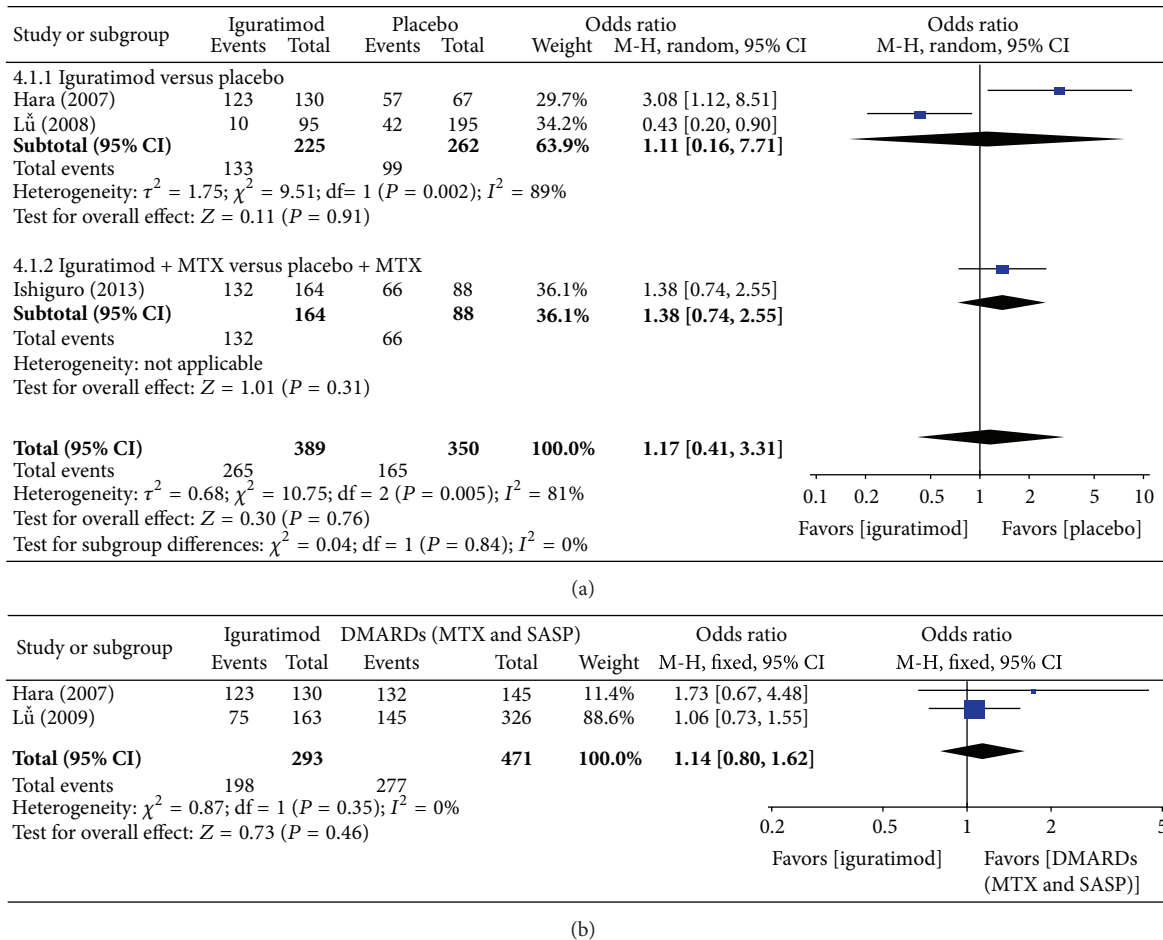 Study or subgroup Iguratimod Placebo Odds ratio Odds ratio
Events Total Events Total Weight M-H, random, 95% CI M-H, random, 95% CI
4.1.1 Iguratimod versus placebo
Hara (2007) 123 130 57 67 29.7% 3.08 [1.12, 8.51]
Lǚ (2008) 10 95 42 195 34.2% 0.43 [0.20, 0.90]
Subtotal (95% CI) 225 262 63.9% 1.11 [0.16, 7.71]
Total events 133 99
Heterogeneity: τ² = 1.75; χ² = 9.51; df= 1 (P = 0.002); I² = 89%
Test for overall effect: Z = 0.11 (P = 0.91)
4.1.2 Iguratimod + MTX versus placebo + MTX
Ishiguro (2013) 132 164 66 88 36.1% 1.38 [0.74, 2.55]
Subtotal (95% CI) 164 88 36.1% 1.38 [0.74, 2.55]
Total events 132 66
Heterogeneity: not applicable
Test for overall effect: Z = 1.01 (P = 0.31)
Total (95% CI) 389 350 100.0% 1.17 [0.41, 3.31]
Total events 265 165
Heterogeneity: τ² = 0.68; χ² = 10.75; df = 2 (P = 0.005); I² = 81%
Test for overall effect: Z = 0.30 (P = 0.76)
Test for subgroup differences: χ² = 0.04; df = 1 (P = 0.84); I² = 0%
0.1 0.2 0.5 1 2 5 10
Favors [iguratimod] Favors [placebo]
(a)
Study or subgroup Iguratimod DMARDs (MTX and SASP) Odds ratio Odds ratio
Events Total Events Total Weight M-H, fixed, 95% CI M-H, fixed, 95% CI
Hara (2007) 123 130 132 145 11.4% 1.73 [0.67, 4.48]
Lǚ (2009) 75 163 145 326 88.6% 1.06 [0.73, 1.55]
Total (95% CI) 293 471 100.0% 1.14 [0.80, 1.62]
Total events 198 277
Heterogeneity: χ² = 0.87; df = 1 (P = 0.35); I² = 0%
Test for overall effect: Z = 0.73 (P = 0.46)
0.2 0.5 1 2 5
Favors [iguratimod] Favors [DMARDs
(MTX and SASP)]
(b)